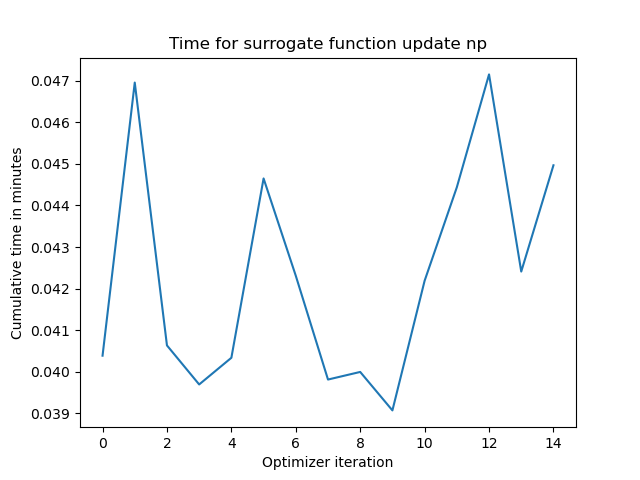 Time for surrogate function update np
0.047
0.046
0.045
0.044
0.043
0.042
0.041
0.040
0.039
Cumulative time in minutes
0 2 4 6 8 10 12 14
Optimizer iteration